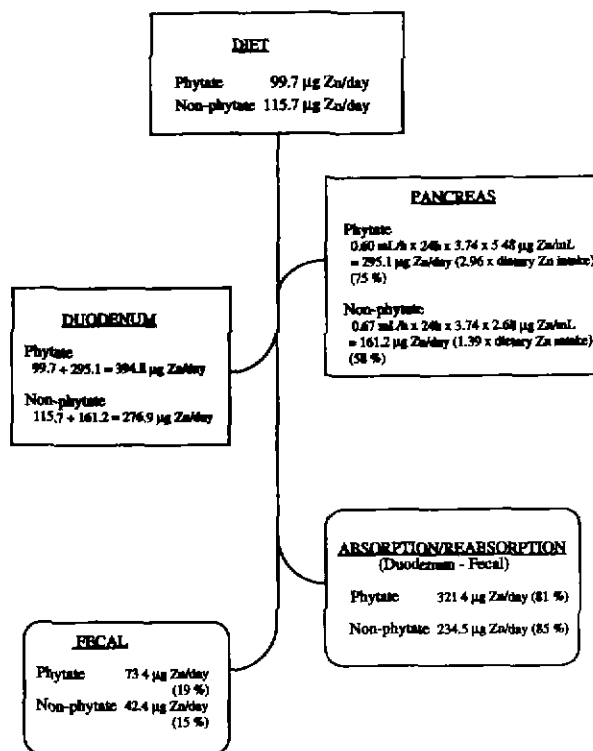 DIET
Phytate 99.7 µg Zn/day
Non-phytate 115.7 µg Zn/day
PANCREAS
Phytate
0.60 mL/h x 24h x 3.74 x 5.48 µg Zn/mL
= 295.1 µg Zn/day (2.96 x dietary Zn intake)
(75 %)
Non-phytate
0.67 mL/h x 24h x 3.74 x 2.68 µg Zn/mL
= 161.2 µg Zn/day (1.39 x dietary Zn intake)
(58 %)
DUODENUM
Phytate
99.7 + 295.1 = 394.8 µg Zn/day
Non-phytate
115.7 + 161.2 = 276.9 µg Zn/day
ABSORPTION/REABSORPTION
(Duodenum - Fecal)
Phytate 321.4 µg Zn/day (81 %)
Non-phytate 234.5 µg Zn/day (85 %)
FECAL
Phytate 73.4 µg Zn/day
(19 %)
Non-phytate 42.4 µg Zn/day
(15 %)